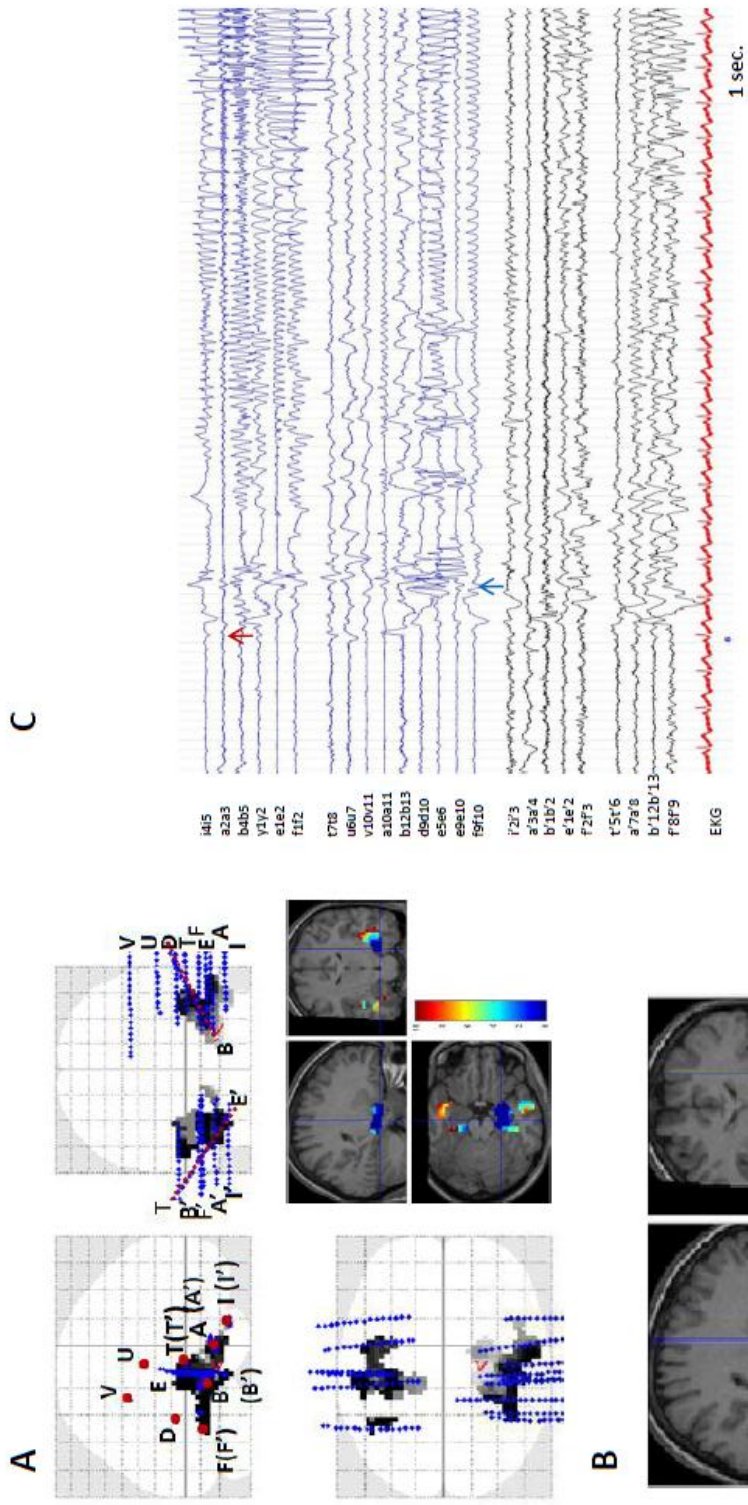 A
V
U
D
E
T(T')
A
(A')
I (I')
B
(B')
F(F')
V
U
D
T
F
E
A
I
B
T
B'
F'
A'
I'
E'
B
C
i4i5
a2a3
b4b5
y1y2
e1e2
f1f2
t7t8
u6u7
v10v11
a10a11
b12b13
d9d10
e5e6
e9e10
f9f10
i'2i'3
a'3a'4
b'1b'2
e'1e'2
f'2f'3
t'5t'6
a'7a'8
b'12b'13
f'8f'9
EKG
1 sec.